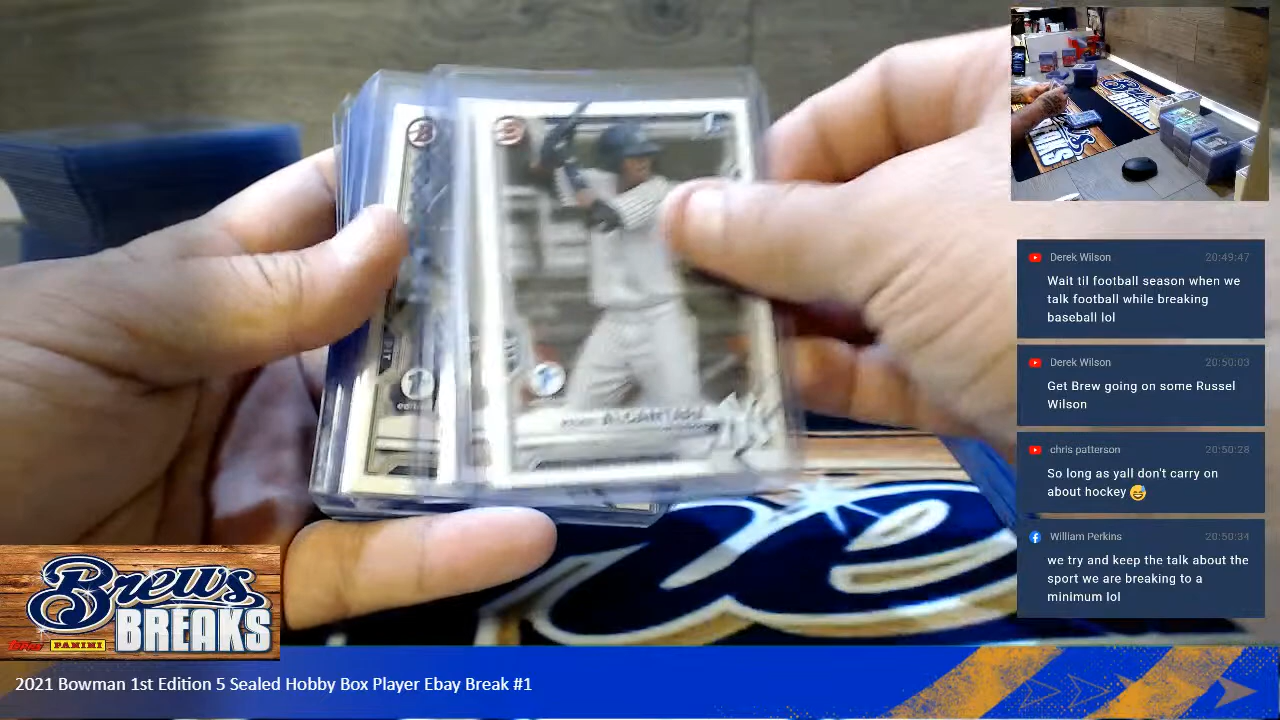 Derek Wilson 20:49:47
Wait til football season when we
talk football while breaking
baseball lol
Derek Wilson 20:50:03
Get Brew going on some Russel
Wilson
chris patterson 20:50:28
So long as yall don't carry on
about hockey 😅
William Perkins 20:50:34
we try and keep the talk about the
sport we are breaking to a
minimum lol
Brews
BREAKS
Topps PANINI
BREAKS
2021 Bowman 1st Edition 5 Sealed Hobby Box Player Ebay Break #1